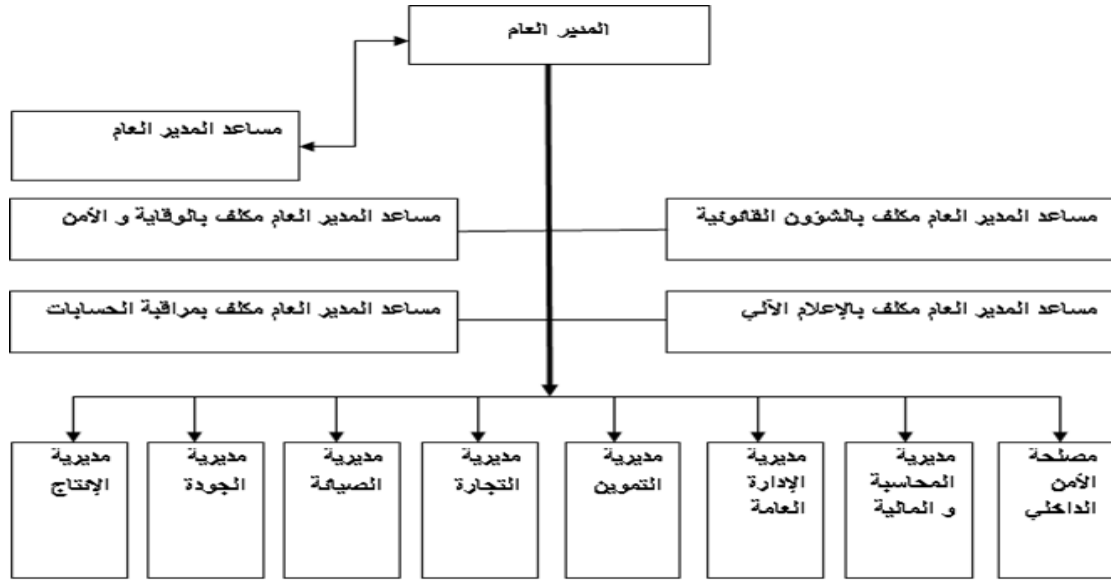 المدير العام
مساعد المدير العام
مساعد المدير العام مكلف بالشؤون القانونية
مساعد المدير العام مكلف بالوقاية و الأمن
مساعد المدير العام مكلف بالإعلام الآلي
مساعد المدير العام مكلف بمراقبة الحسابات
مصلحة
الأمن
الداخلي
مديرية
المحاسبة
و المالية
مديرية
الإدارة
العامة
مديرية
التموين
مديرية
التجارة
مديرية
الصيانة
مديرية
الجودة
مديرية
الإنتاج